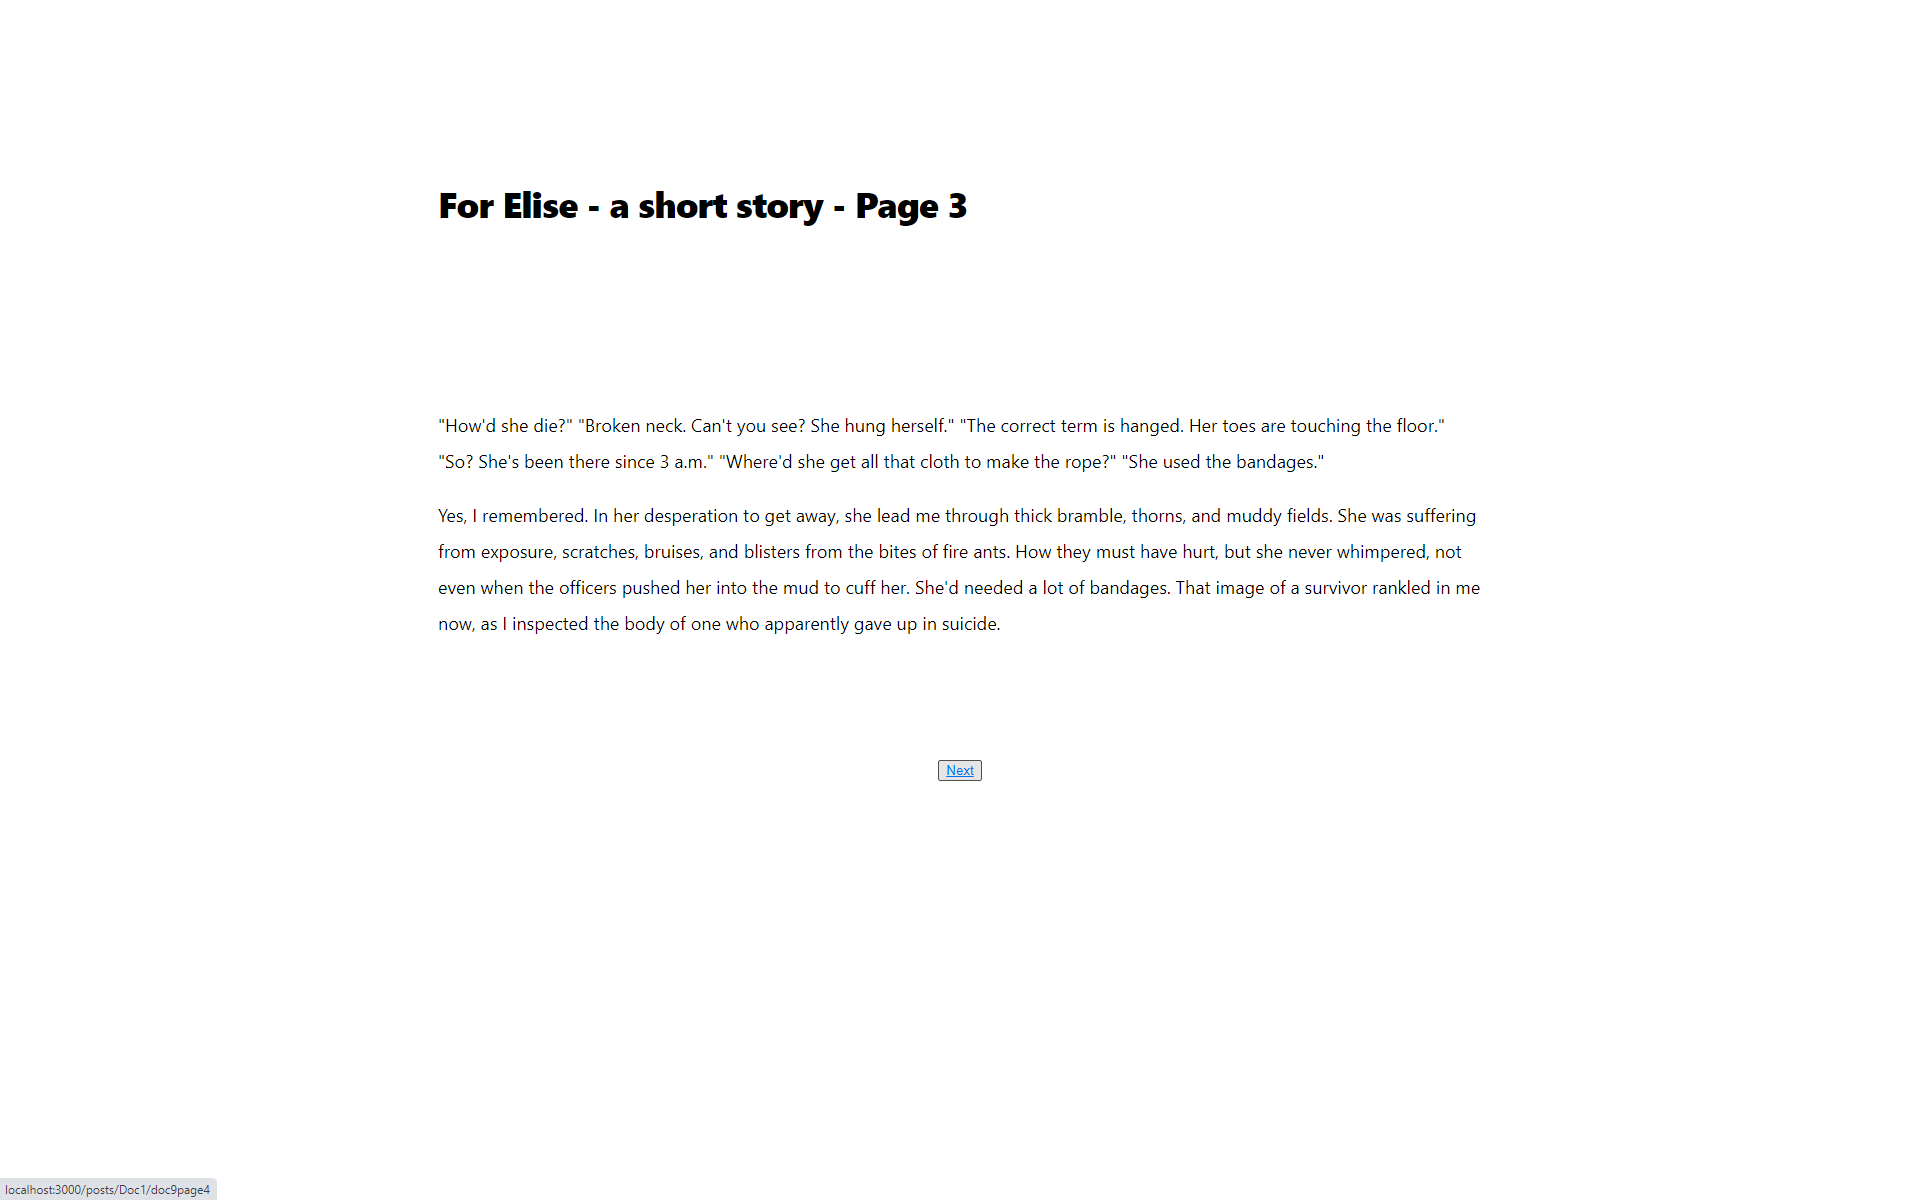 For Elise - a short story - Page 3
"How'd she die?" "Broken neck. Can't you see? She hung herself." "The correct term is hanged. Her toes are touching the floor."
"So? She's been there since 3 a.m." "Where'd she get all that cloth to make the rope?" "She used the bandages."
Yes, I remembered. In her desperation to get away, she lead me through thick bramble, thorns, and muddy fields. She was suffering
from exposure, scratches, bruises, and blisters from the bites of fire ants. How they must have hurt, but she never whimpered, not
even when the officers pushed her into the mud to cuff her. She'd needed a lot of bandages. That image of a survivor rankled in me
now, as I inspected the body of one who apparently gave up in suicide.
Next
localhost:3000/posts/Doc1/doc9page4